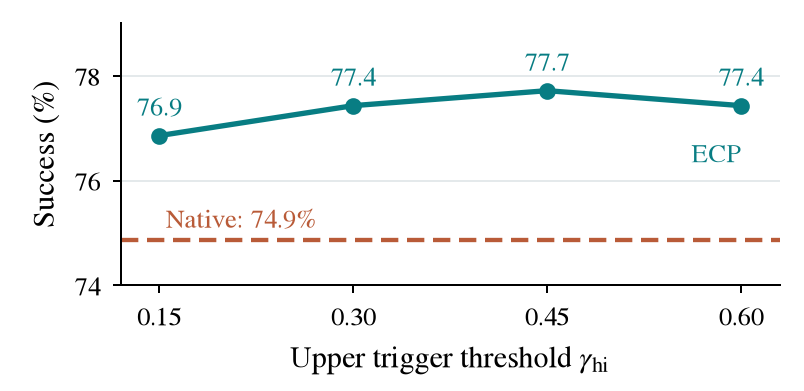 77.7
77.4
77.4
76.9
78
76
74
Success (%)
ECP
Native: 74.9%
0.15
0.30
0.45
0.60
Upper trigger threshold γhi